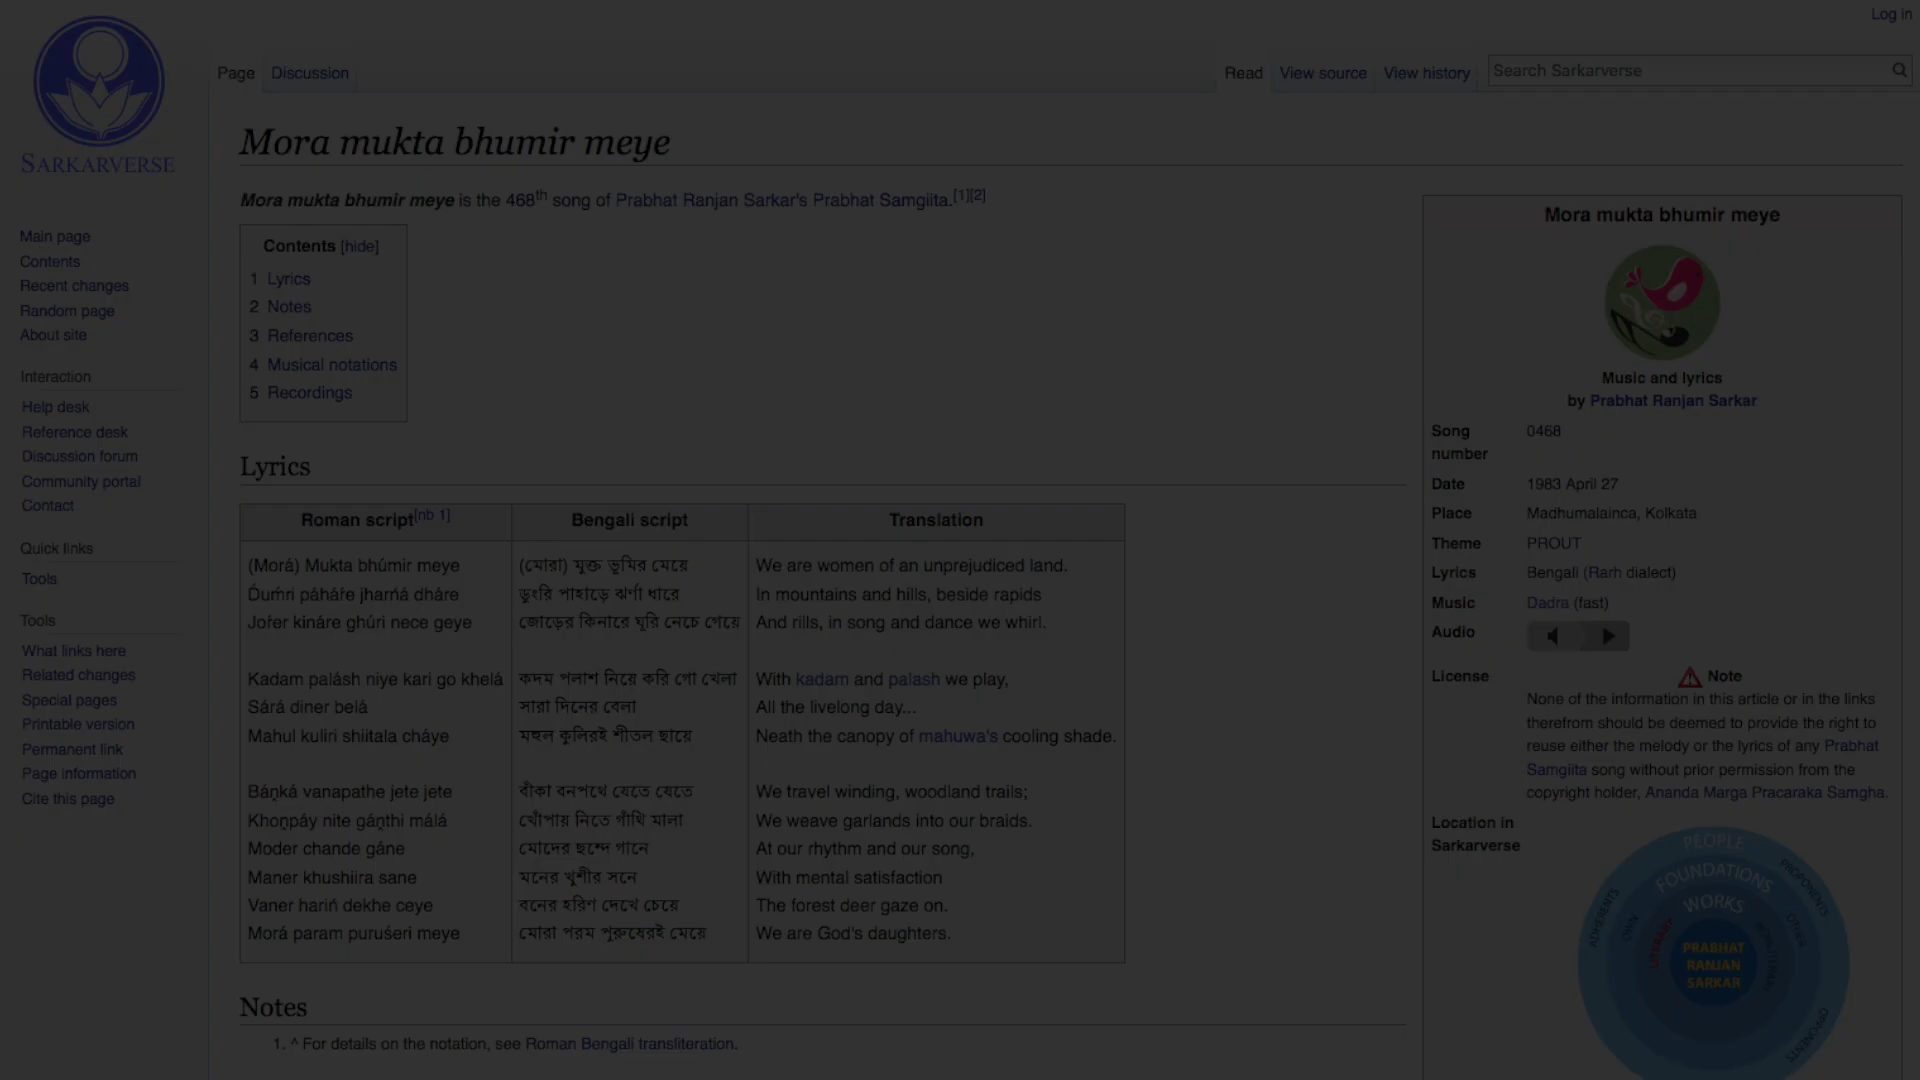 Log in
Page
Discussion
Read
View source
View history
Search Sarkarverse
SARKARVERSE
Main page
Contents
Recent changes
Random page
About site
Interaction
Help desk
Reference desk
Discussion forum
Community portal
Contact
Quick links
Tools
Tools
What links here
Related changes
Special pages
Printable version
Permanent link
Page information
Cite this page
Mora mukta bhumir meye
Mora mukta bhumir meye is the 468th song of Prabhat Ranjan Sarkar's Prabhat Samgiita.[1][2]
Contents [hide]
1 Lyrics
2 Notes
3 References
4 Musical notations
5 Recordings
Lyrics
Roman script[nb 1]
(Morá) Mukta bhúmir meye
Ďuḿri páháŕe jharńá dháre
Joŕer kináre ghúri nece geye
Kadam palásh niye kari go khelá
Sárá diner belá
Mahul kuliri shiitala cháye
Báṋká vanapathe jete jete
Khoṋpáy nite gáṋthi málá
Moder chande gáne
Maner khushiira sane
Vaner hariń dekhe ceye
Morá param puruśeri meye
Bengali script
(মোরা) মুক্ত ভূমির মেয়ে
ডুংরি পাহাড়ে ঝর্ণা ধারে
জোড়ের কিনারে ঘূরি নেচে গেয়ে
কদম পলাশ নিয়ে করি গো খেলা
সারা দিনের বেলা
মহুল কুলিরই শীতল ছায়ে
বাঁকা বনপথে যেতে যেতে
খোঁপায় নিতে গাঁথি মালা
মোদের ছন্দে গানে
মনের খুশীর সনে
বনের হরিণ দেখে চেয়ে
মোরা পরম পুরুষেরই মেয়ে
Translation
We are women of an unprejudiced land.
In mountains and hills, beside rapids
And rills, in song and dance we whirl.
With kadam and palash we play,
All the livelong day...
Neath the canopy of mahuwa's cooling shade.
We travel winding, woodland trails;
We weave garlands into our braids.
At our rhythm and our song,
With mental satisfaction
The forest deer gaze on.
We are God's daughters.
Notes
1. ^ For details on the notation, see Roman Bengali transliteration.
Mora mukta bhumir meye
Music and lyrics
by Prabhat Ranjan Sarkar
Song number 0468
Date 1983 April 27
Place Madhumalainca, Kolkata
Theme PROUT
Lyrics Bengali (Rarh dialect)
Music Dadra (fast)
Audio
License Note
None of the information in this article or in the links
therefrom should be deemed to provide the right to
reuse either the melody or the lyrics of any Prabhat
Samgiita song without prior permission from the
copyright holder, Ananda Marga Pracaraka Samgha.
Location in
Sarkarverse
PEOPLE
FOUNDATIONS
WORKS
PROPONENTS
ADHERENTS
OWN
OTHER
LITERARY
OPPONENTS
PRABHAT
RANJAN
SARKAR